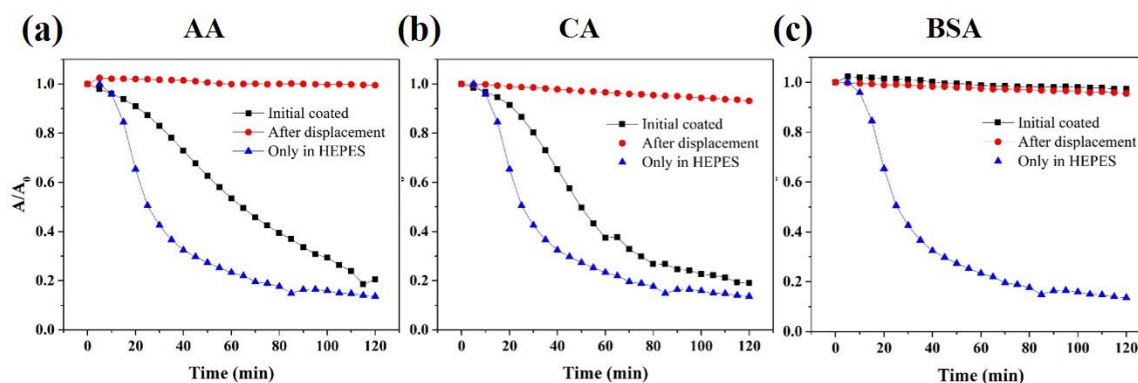 (a) AA
1.0
0.8
0.6
0.4
0.2
0.0
A/A0
Initial coated
After displacement
Only in HEPES
0 20 40 60 80 100 120
Time (min)
(b) CA
1.0
0.8
0.6
0.4
0.2
0.0
Initial coated
After displacement
Only in HEPES
0 20 40 60 80 100 120
Time (min)
(c) BSA
1.0
0.8
0.6
0.4
0.2
0.0
Initial coated
After displacement
Only in HEPES
0 20 40 60 80 100 120
Time (min)